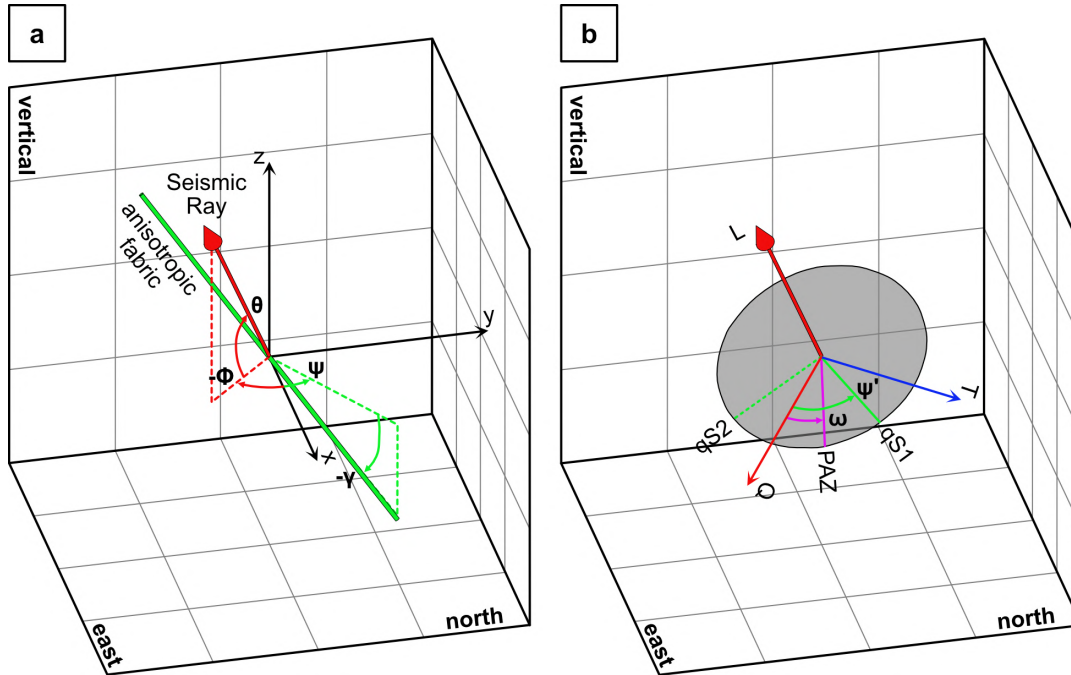 a
vertical
z
Seismic
Ray
anisotropic
fabric
θ
y
-Φ
Ψ
x
-γ
north
east
b
vertical
L
Ψ'
T
ω
qS2
qS1
PAZ
Q
north
east